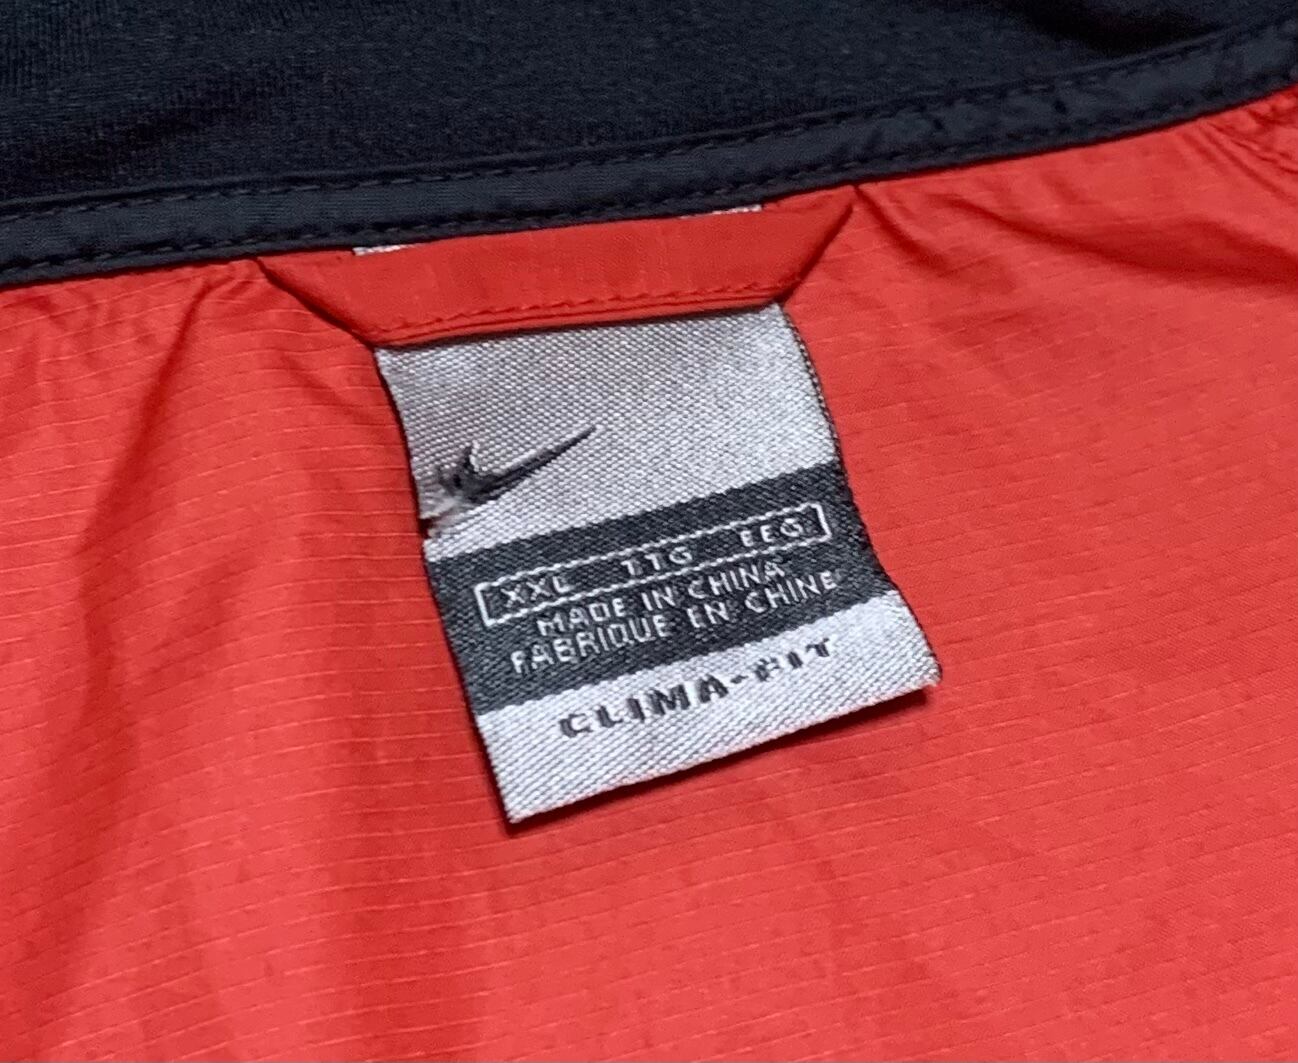 XXL TTG EEG
MADE IN CHINA
FABRIQUE EN CHINE
CLIMA-FIT